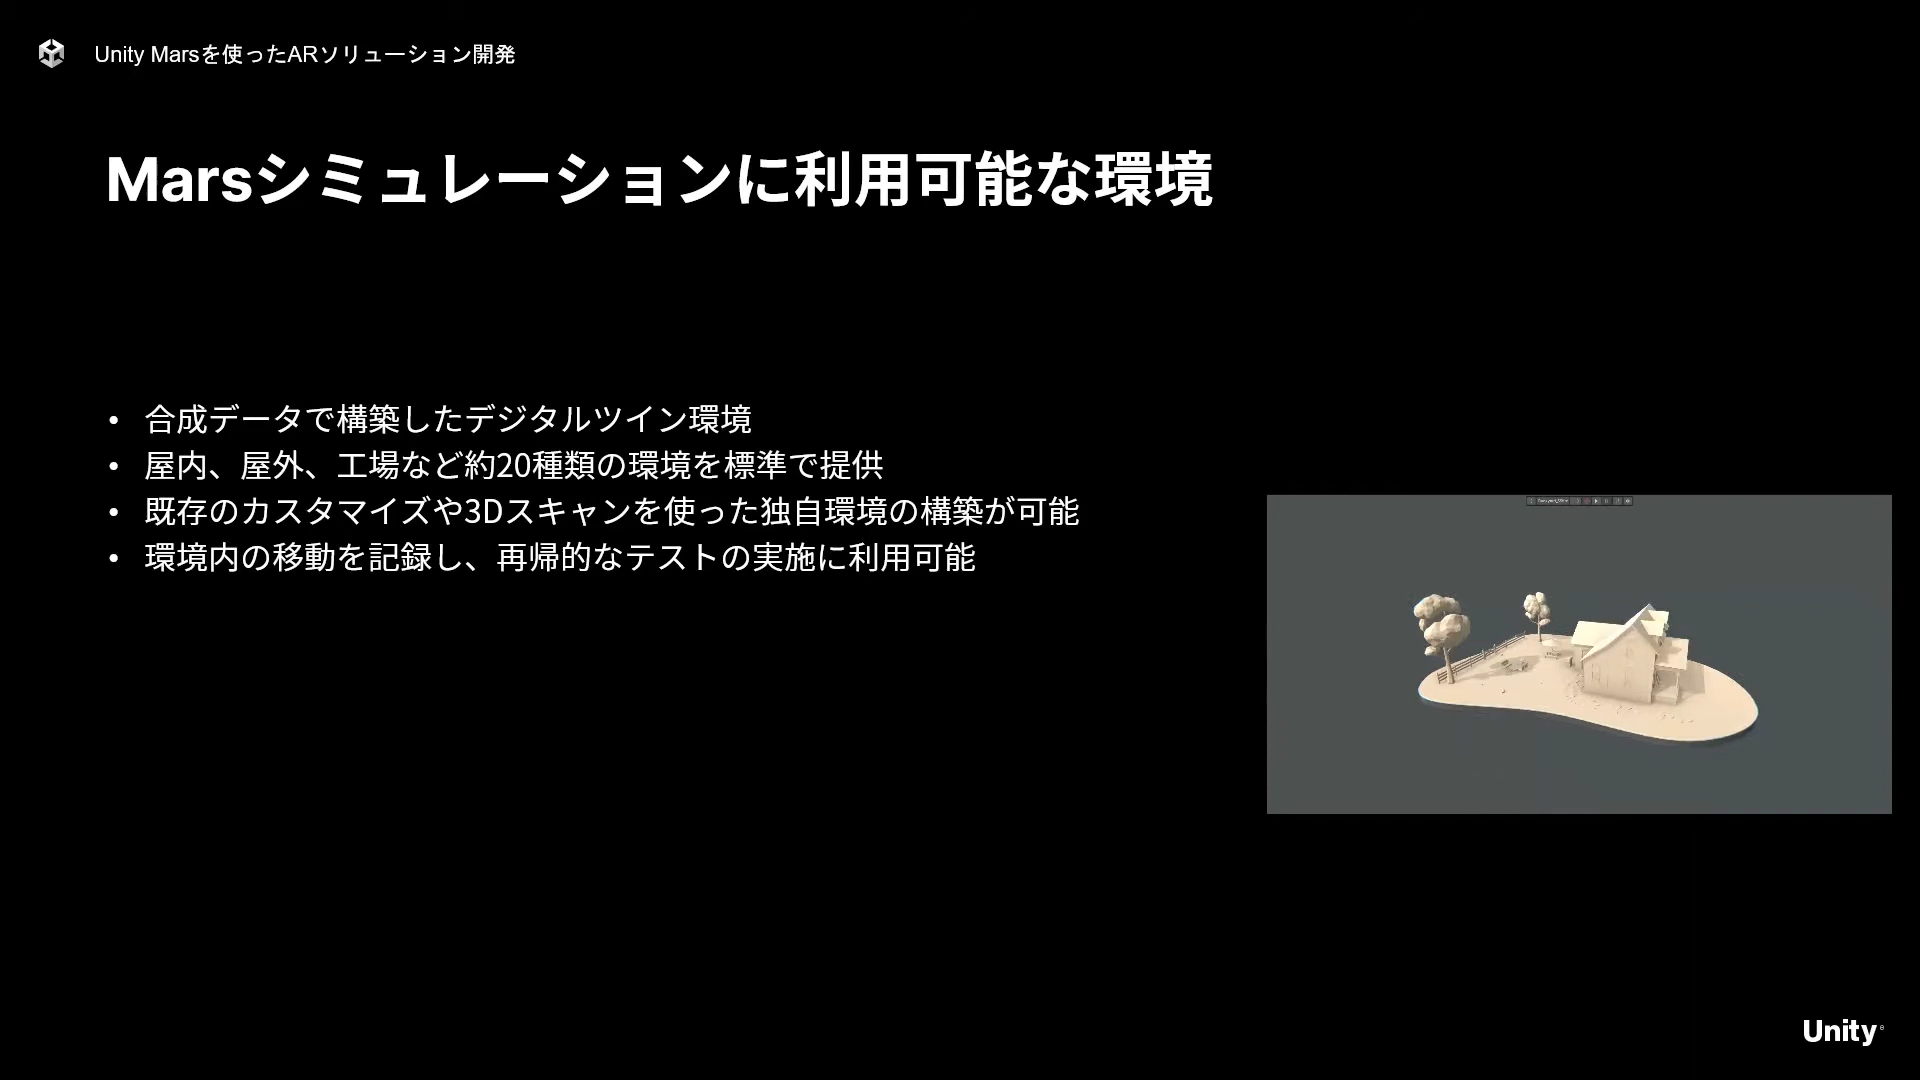 Unity Marsを使ったARソリューション開発
Marsシミュレーションに利用可能な環境
• 合成データで構築したデジタルツイン環境
• 屋内、屋外、工場など約20種類の環境を標準で提供
• 既存のカスタマイズや3Dスキャンを使った独自環境の構築が可能
• 環境内の移動を記録し、再帰的なテストの実施に利用可能
Unity